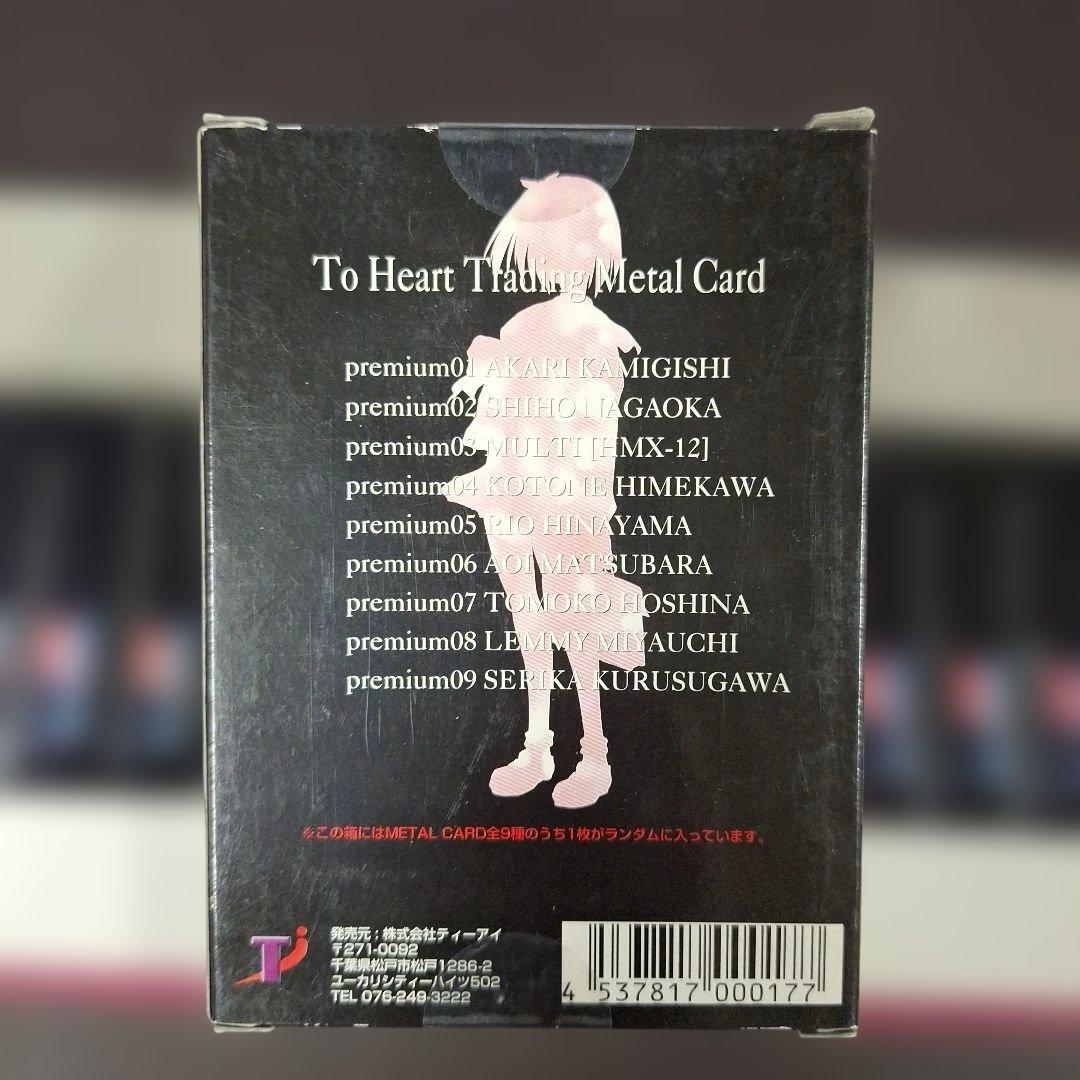 To Heart Trading Metal Card
premium01 AKARI KAMIGISHI
premium02 SHIHO NAGAOKA
premium03 MULTI [HMX-12]
premium04 KOTONE HIMEKAWA
premium05 RIO HINAYAMA
premium06 AOI MATSUBARA
premium07 TOMOKO HOSHINA
premium08 LEMMY MIYAUCHI
premium09 SERIKA KURUSUGAWA
※この箱にはMETAL CARD全9種のうち1枚がランダムに入っています。
Ti
発売元:株式会社ティーアイ
〒271-0092
千葉県松戸市松戸1286-2
ユーカリシティーハイツ502
TEL 076-249-3222
4 537817 000177